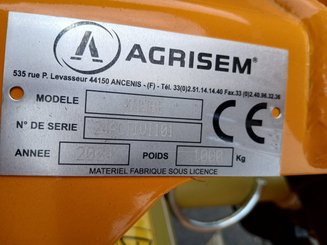 AGRISEM®
535 rue P. Levasseur 44150 ANCENIS - (F) - Tél. 33(0)2.51.14.14.40 Fax.33 (0)2.40.96.32.36
MODELE
CE
N° DE SERIE
ANNEE POIDS Kg
MATERIEL FABRIQUE SOUS LICENCE